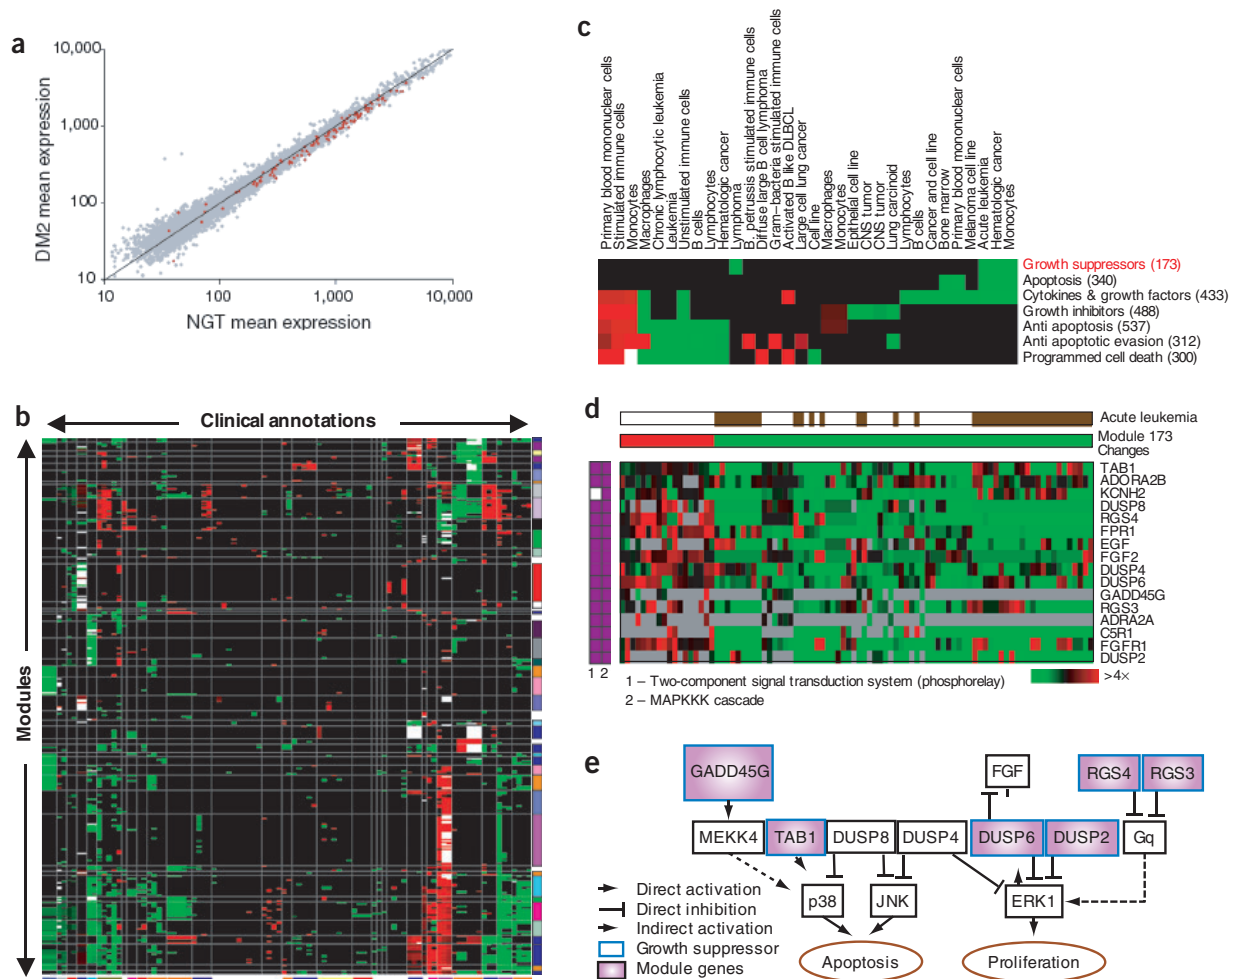 a
10,000
1,000
100
10
DM2 mean expression
10
100
1,000
10,000
NGT mean expression
b
Clinical annotations
Modules
c
Primary blood mononuclear cells
Stimulated immune cells
Monocytes
Macrophages
Chronic lymphocytic leukemia
Leukemia
Unstimulated immune cells
B cells
Lymphocytes
Hematologic cancer
Lymphoma
B. petrussis stimulated immune cells
Diffuse large B cell lymphoma
Gram-bacteria stimulated immune cells
Activated B like DLBCL
Large cell lung cancer
Cell line
Macrophages
Monocytes
Epithelial cell line
CNS tumor
CNS tumor
Lung carcinoid
Lymphocytes
B cells
Cancer and cell line
Bone marrow
Primary blood mononuclear cells
Melanoma cell line
Acute leukemia
Hematologic cancer
Monocytes
Growth suppressors (173)
Apoptosis (340)
Cytokines & growth factors (433)
Growth inhibitors (488)
Anti apoptosis (537)
Anti apoptotic evasion (312)
Programmed cell death (300)
d
Acute leukemia
Module 173
Changes
TAB1
ADORA2B
KCNH2
DUSP8
RGS4
FPR1
EGF
FGF2
DUSP4
DUSP6
GADD45G
RGS3
ADRA2A
C5R1
FGFR1
DUSP2
1 2
1 – Two-component signal transduction system (phosphorelay)
2 – MAPKKK cascade
>4×
e
GADD45G
FGF
RGS4
RGS3
MEKK4
TAB1
DUSP8
DUSP4
DUSP6
DUSP2
Gq
p38
JNK
ERK1
Apoptosis
Proliferation
Direct activation
Direct inhibition
Indirect activation
Growth suppressor
Module genes